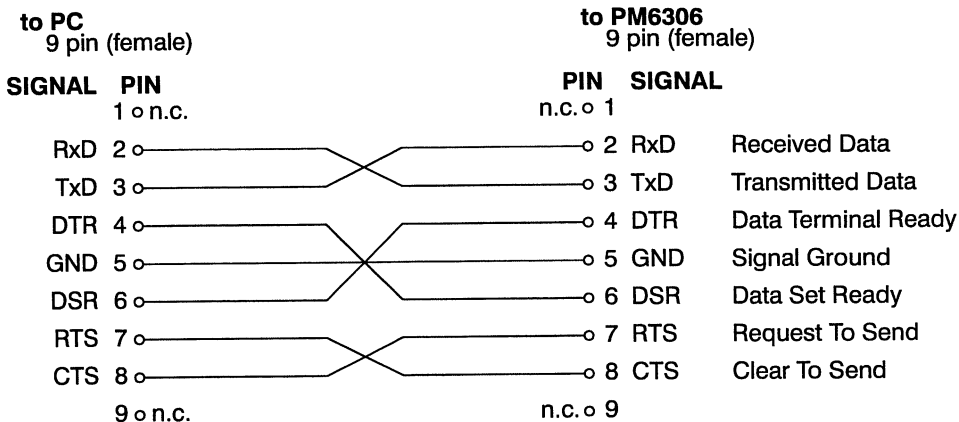 to PC to PM6306
9 pin (female) 9 pin (female)
SIGNAL PIN PIN SIGNAL
1 n.c. n.c. 1
RxD 2 2 RxD Received Data
TxD 3 3 TxD Transmitted Data
DTR 4 4 DTR Data Terminal Ready
GND 5 5 GND Signal Ground
DSR 6 6 DSR Data Set Ready
RTS 7 7 RTS Request To Send
CTS 8 8 CTS Clear To Send
9 n.c. n.c. 9